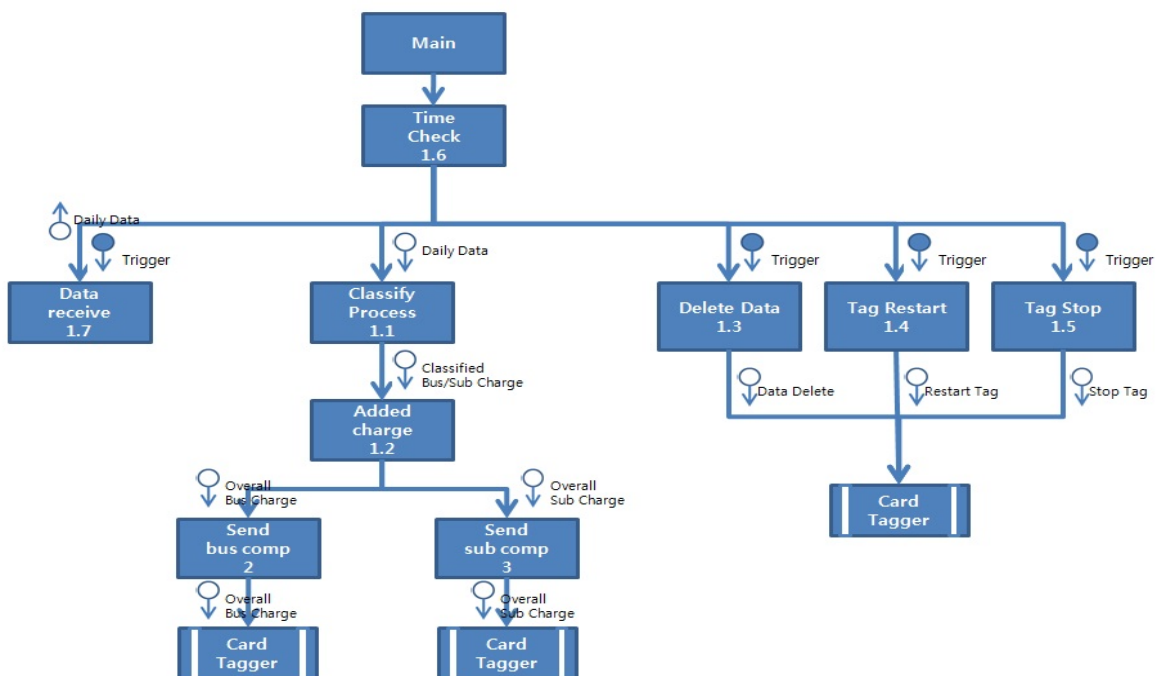 Main
Time
Check
1.6
Daily Data
Trigger
Daily Data
Trigger
Trigger
Trigger
Data
receive
1.7
Classify
Process
1.1
Delete Data
1.3
Tag Restart
1.4
Tag Stop
1.5
Classified
Bus/Sub Charge
Data Delete
Restart Tag
Stop Tag
Added
charge
1.2
Overall
Bus Charge
Overall
Sub Charge
Card
Tagger
Send
bus comp
2
Send
sub comp
3
Overall
Bus Charge
Overall
Sub Charge
Card
Tagger
Card
Tagger